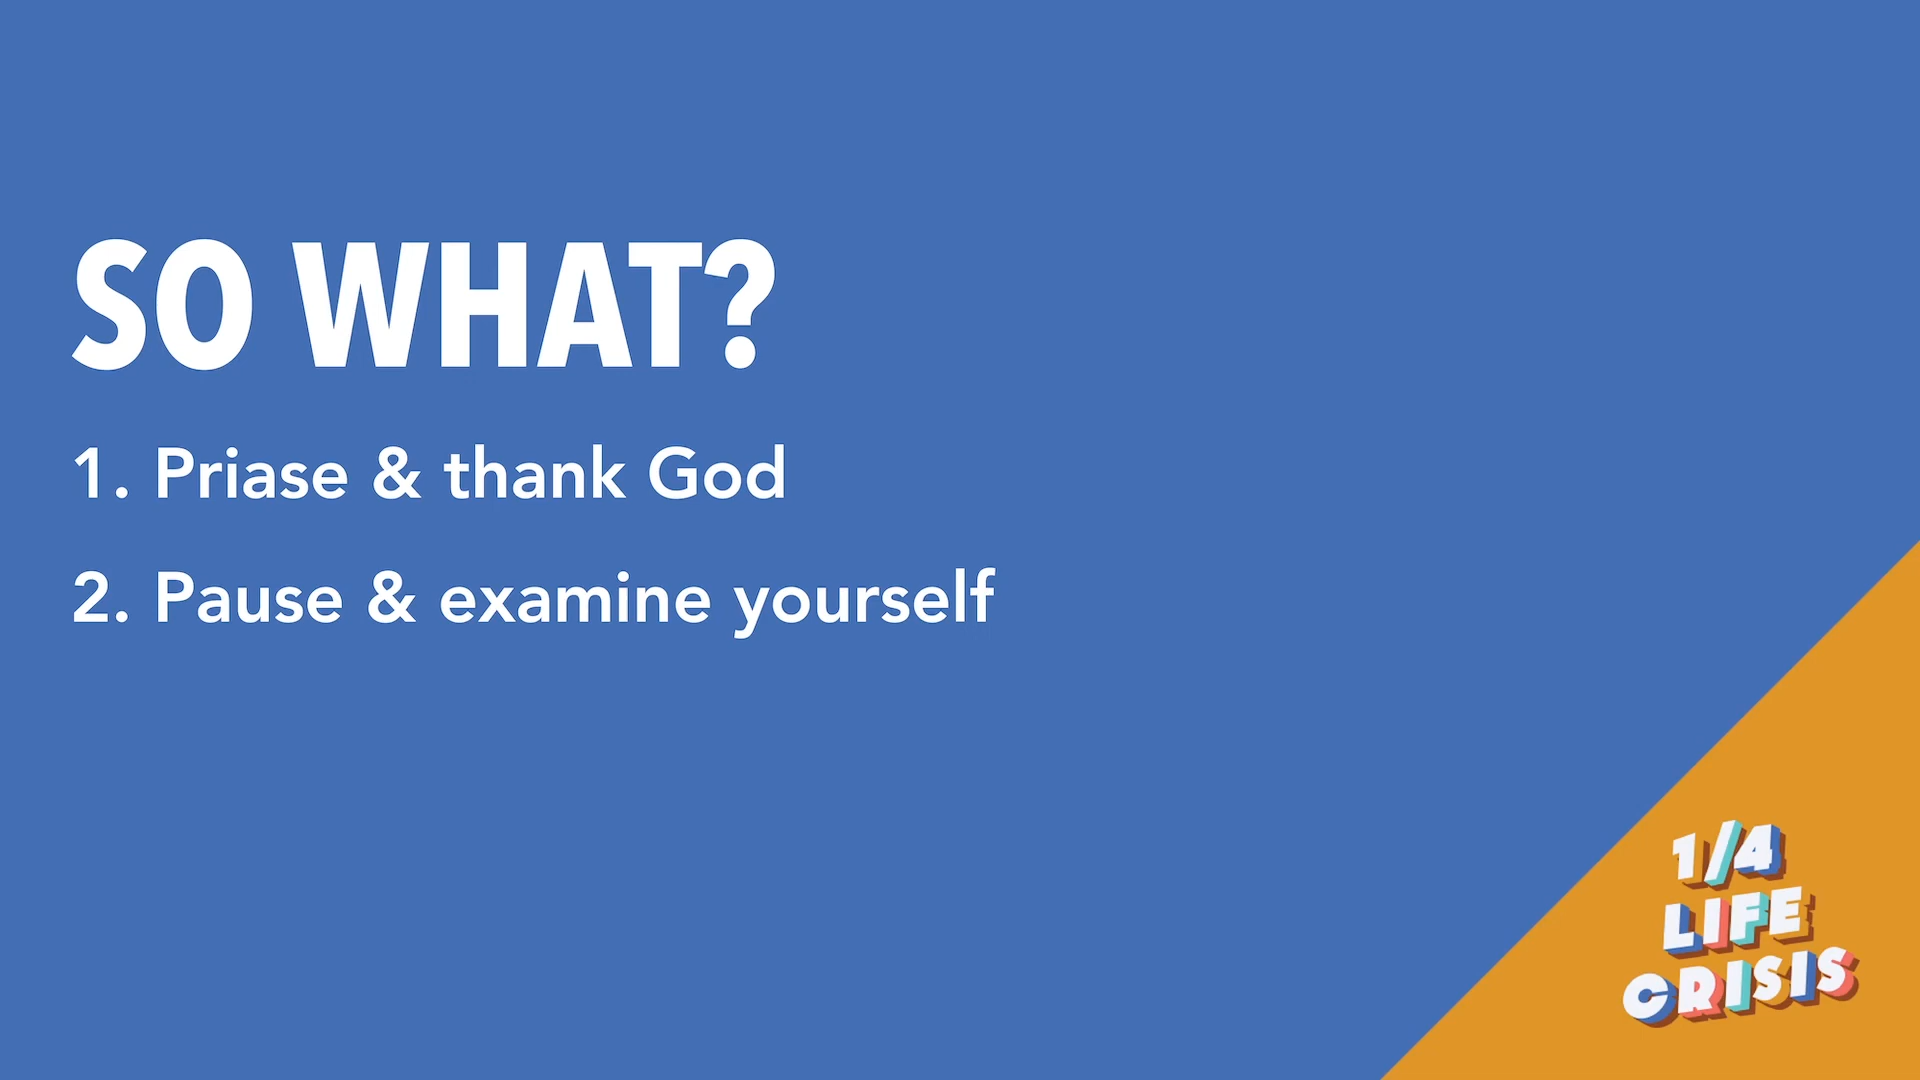 SO WHAT?
1. Priase & thank God
2. Pause & examine yourself
1/4
LIFE
CRISIS